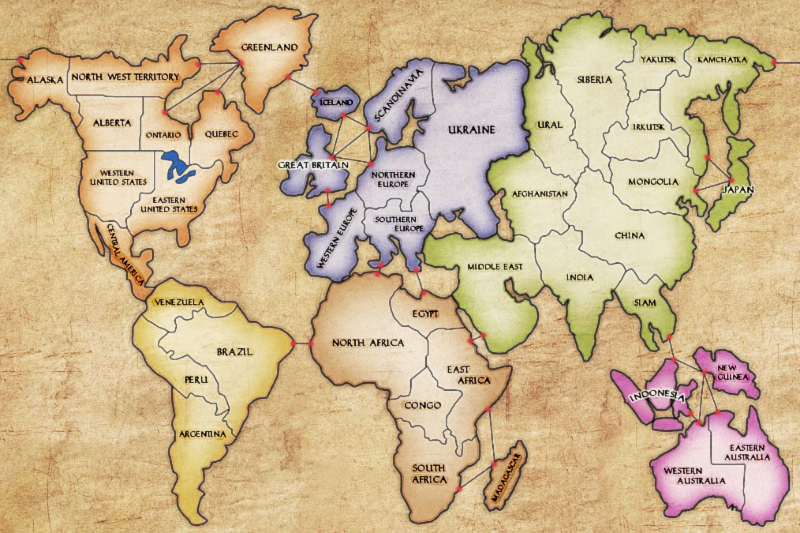 GREENLAND
ALASKA
NORTH WEST TERRITORY
ALBERTA
ONTARIO
QUEBEC
WESTERN
UNITED STATES
EASTERN
UNITED STATES
CENTRAL AMERICA
VENEZUELA
BRAZIL
PERU
ARGENTINA
ICELAND
SCANDINAVIA
UKRAINE
GREAT BRITAIN
NORTHERN
EUROPE
SOUTHERN
EUROPE
WESTERN EUROPE
NORTH AFRICA
EGYPT
EAST
AFRICA
CONGO
SOUTH
AFRICA
MADAGASCAR
SIBERIA
YAKUTSK
KAMCHATKA
URAL
IRKUTSK
MONGOLIA
JAPAN
AFGHANISTAN
CHINA
MIDDLE EAST
INDIA
SIAM
INDONESIA
NEW
GUINEA
WESTERN
AUSTRALIA
EASTERN
AUSTRALIA